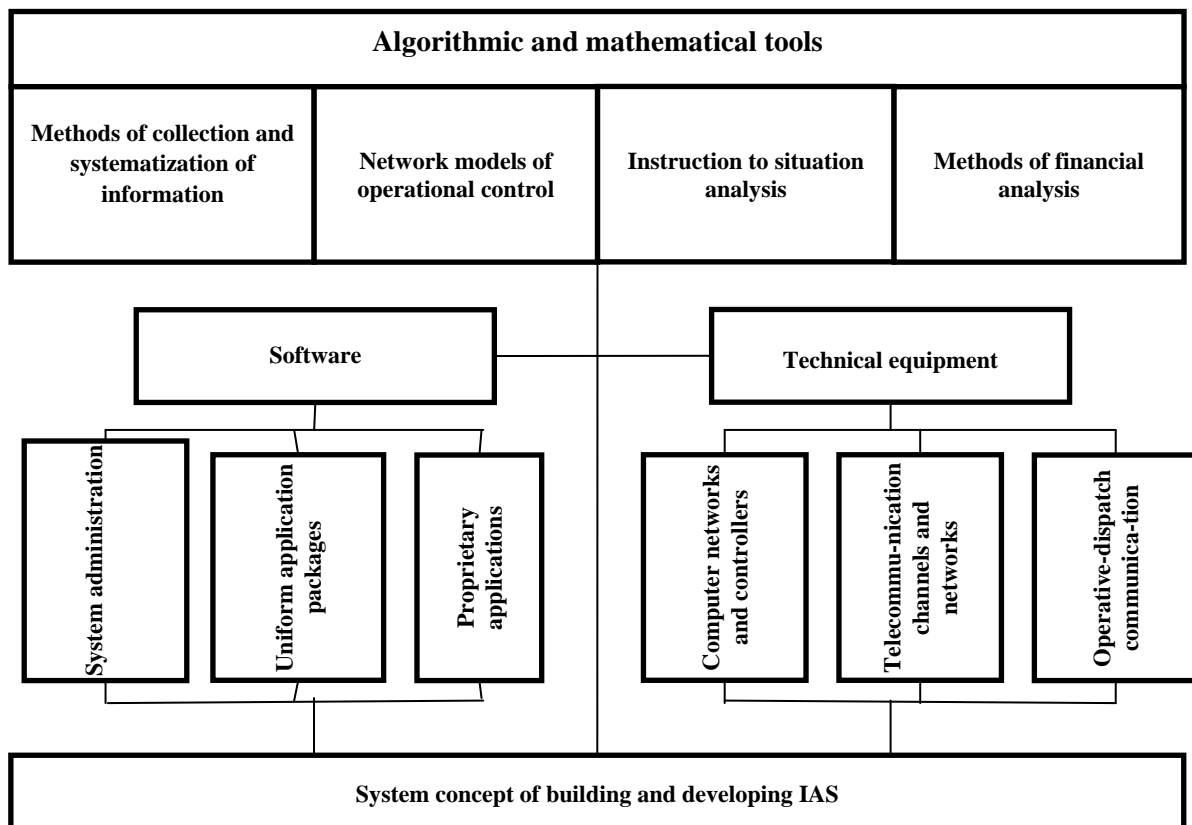 Algorithmic and mathematical tools
Methods of collection and
systematization of
information
Network models of
operational control
Instruction to situation
analysis
Methods of financial
analysis
Software
Technical equipment
System administration
Uniform application
packages
Proprietary
applications
Computer networks
and controllers
Telecommu-nication
channels and
networks
Operative-dispatch
communica-tion
System concept of building and developing IAS